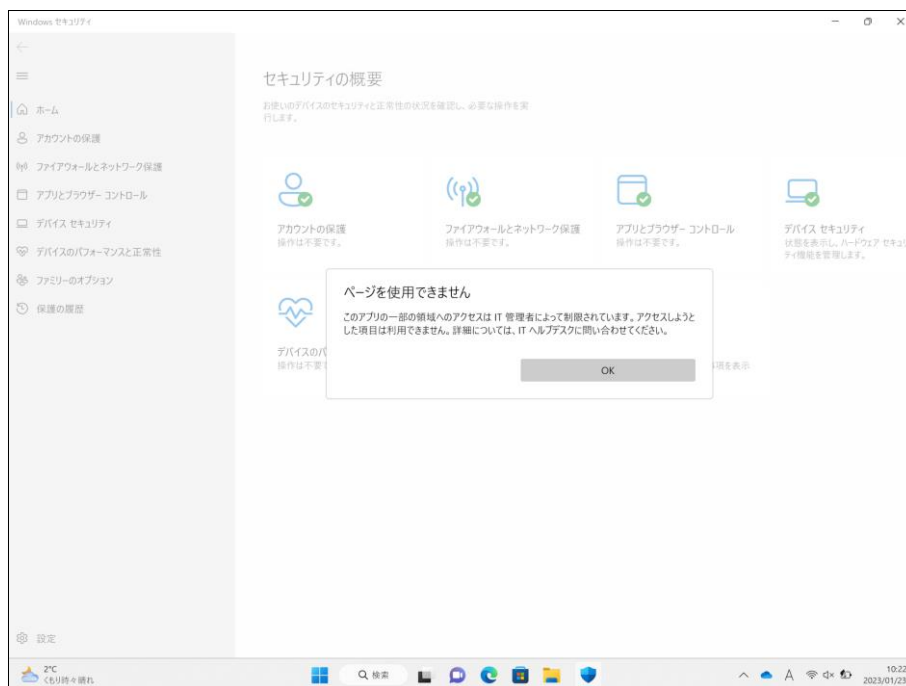 Windows セキュリティ
ホーム
アカウントの保護
ファイアウォールとネットワーク保護
アプリとブラウザー コントロール
デバイス セキュリティ
デバイスのパフォーマンスと正常性
ファミリーのオプション
保護の履歴
設定
セキュリティの概要
お使いのデバイスのセキュリティと正常性の状況を確認し、必要な操作を実
行します。
アカウントの保護
操作は不要です。
ファイアウォールとネットワーク保護
操作は不要です。
アプリとブラウザー コントロール
操作は不要です。
デバイス セキュリティ
状態を表示し、ハードウェア セキュリ
ティ機能を管理します。
デバイスのパ
操作は不要
事項を表示
ページを使用できません
このアプリの一部の領域へのアクセスは IT 管理者によって制限されています。アクセスしようと
した項目は利用できません。詳細については、IT ヘルプデスクに問い合わせてください。
OK
2°C
くもり時々晴れ
検索
A
10:22
2023/01/23